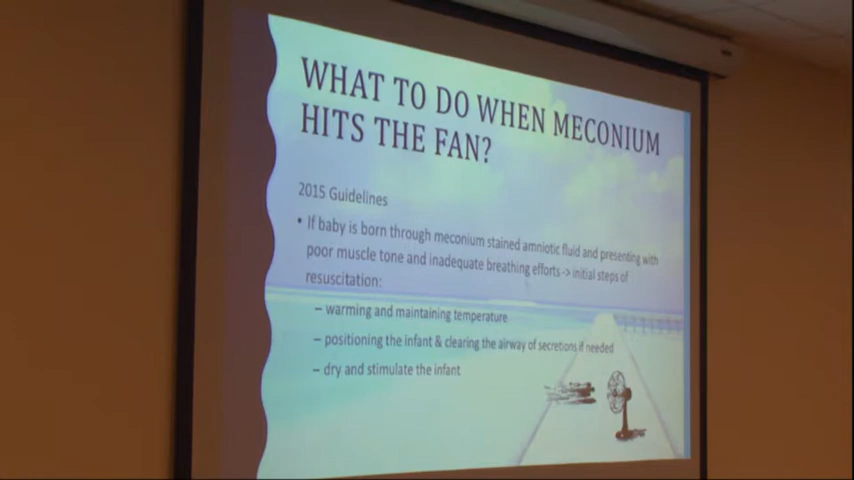 WHAT TO DO WHEN MECONIUM
HITS THE FAN?
2015 Guidelines
• If baby is born through meconium stained amniotic fluid and presenting with
poor muscle tone and inadequate breathing efforts -> initial steps of
resuscitation:
– warming and maintaining temperature
– positioning the infant & clearing the airway of secretions if needed
– dry and stimulate the infant